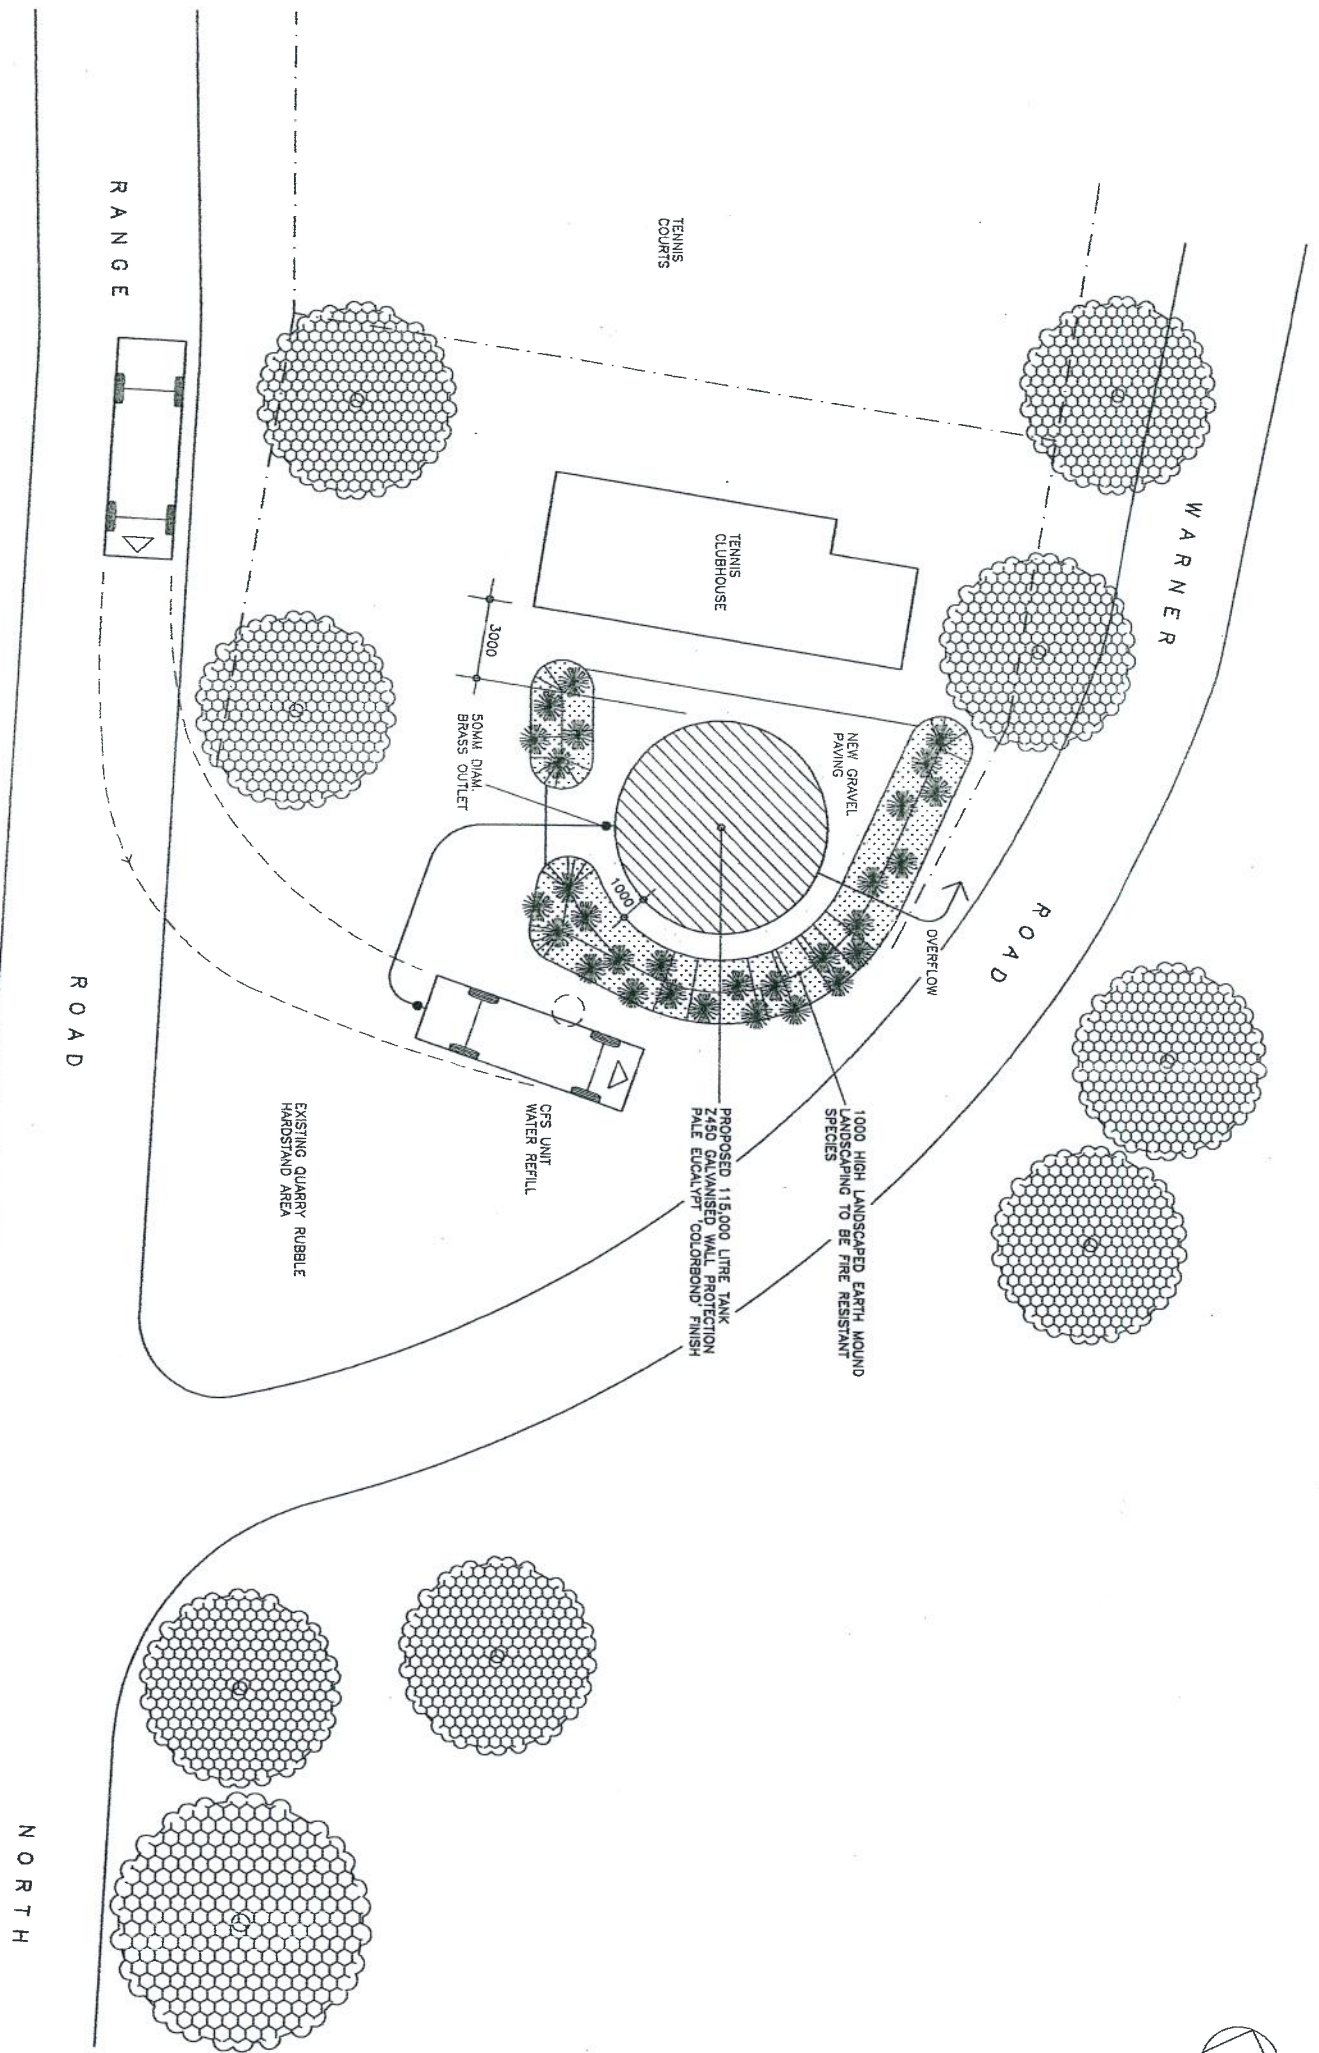 TENNIS
COURTS
TENNIS
CLUBHOUSE
NEW GRAVEL
PAVING
3000
50MM DIAM.
BRASS OUTLET
1000
OVERFLOW
1000 HIGH LANDSCAPED EARTH MOUND
LANDSCAPING TO BE FIRE RESISTANT
SPECIES
PROPOSED 115,000 LITRE TANK
Z450 GALVANISED WALL PROTECTION
PALE EUCALYPT 'COLORBOND' FINISH
CFS UNIT
WATER REFILL
EXISTING QUARRY RUBBLE
HARDSTAND AREA
WARNER ROAD
NORTH
RANGE ROAD